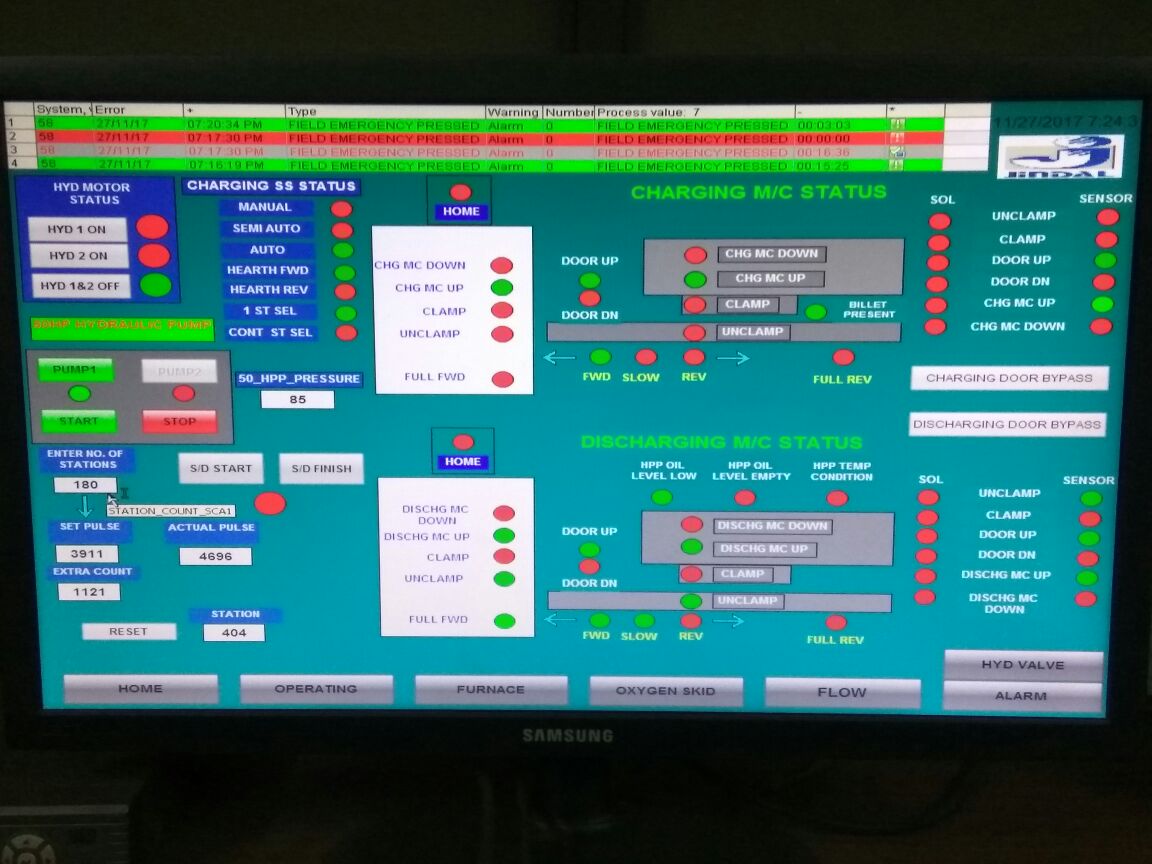 System, Error + Type Warning Number Process value: 7 - *
1 58 27/11/17 07:20:34 PM FIELD EMERGENCY PRESSED Alarm 0 FIELD EMERGENCY PRESSED 00:03:03
2 58 27/11/17 07:17:30 PM FIELD EMERGENCY PRESSED Alarm 0 FIELD EMERGENCY PRESSED 00:00:00
3 58 27/11/17 07:17:30 PM FIELD EMERGENCY PRESSED Alarm 0 FIELD EMERGENCY PRESSED 00:16:36
4 58 27/11/17 07:16:19 PM FIELD EMERGENCY PRESSED Alarm 0 FIELD EMERGENCY PRESSED 00:15:25
11/27/2017 7:24:3
JINDAL
HYD MOTOR
STATUS
HYD 1 ON
HYD 2 ON
HYD 1&2 OFF
50HP HYDRAULIC PUMP
PUMP1 PUMP2
START STOP
CHARGING SS STATUS
MANUAL
SEMI AUTO
AUTO
HEARTH FWD
HEARTH REV
1 ST SEL
CONT ST SEL
50_HPP_PRESSURE
85
HOME
CHG MC DOWN
CHG MC UP
CLAMP
UNCLAMP
FULL FWD
CHARGING M/C STATUS
DOOR UP
DOOR DN
CHG MC DOWN
CHG MC UP
CLAMP
BILLET
PRESENT
UNCLAMP
FWD SLOW REV FULL REV
SOL SENSOR
UNCLAMP
CLAMP
DOOR UP
DOOR DN
CHG MC UP
CHG MC DOWN
CHARGING DOOR BYPASS
DISCHARGING DOOR BYPASS
ENTER NO. OF
STATIONS
180
S/D START S/D FINISH
STATION_COUNT_SCA1
SET PULSE ACTUAL PULSE
3911 4696
EXTRA COUNT
1121
STATION
404
RESET
HOME
DISCHG MC
DOWN
DISCHG MC UP
CLAMP
UNCLAMP
FULL FWD
DISCHARGING M/C STATUS
HPP OIL
LEVEL LOW
HPP OIL
LEVEL EMPTY
HPP TEMP
CONDITION
DOOR UP
DOOR DN
DISCHG MC DOWN
DISCHG MC UP
CLAMP
UNCLAMP
FWD SLOW REV FULL REV
SOL SENSOR
UNCLAMP
CLAMP
DOOR UP
DOOR DN
DISCHG MC UP
DISCHG MC
DOWN
HYD VALVE
HOME OPERATING FURNACE OXYGEN SKID FLOW ALARM
SAMSUNG